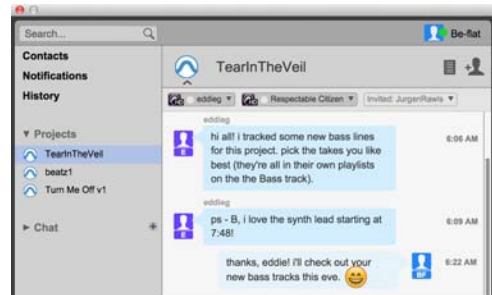 Search...
Be-flat
Contacts
Notifications
History
TearInTheVeil
eddieg
Respectable Citizen
Invited: JurgenRawls
▼ Projects
TearInTheVeil
beatz1
Turn Me Off v1
► Chat
eddieg
hi all! i tracked some new bass lines
for this project. pick the takes you like
best (they're all in their own playlists
on the the Bass track).
6:06 AM
E
eddieg
ps - B, i love the synth lead starting at
7:48!
6:09 AM
E
thanks, eddie! i'll check out your
new bass tracks this eve.
BF
6:22 AM